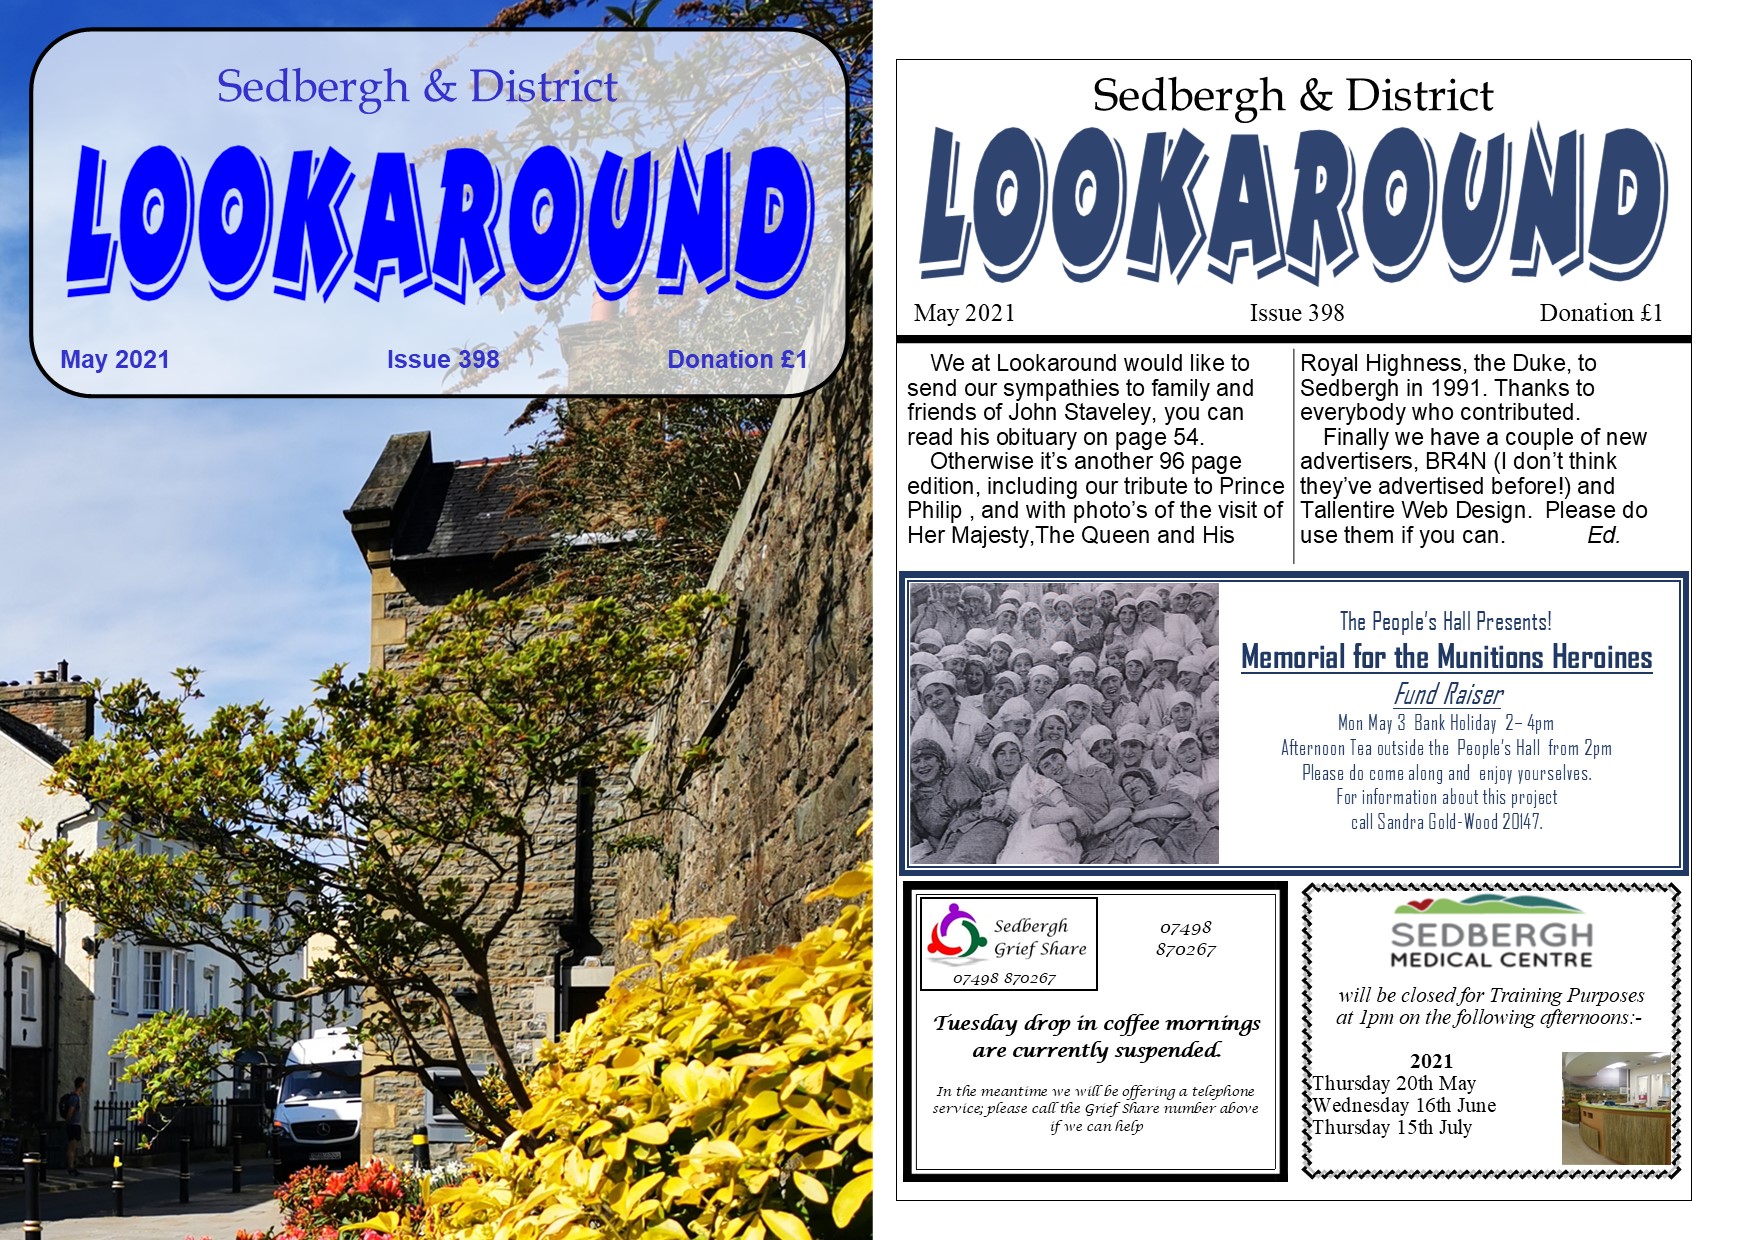 Sedbergh & District
LOOKAROUND
May 2021 Issue 398 Donation £1
Sedbergh & District
LOOKAROUND
May 2021 Issue 398 Donation £1
We at Lookaround would like to
send our sympathies to family and
friends of John Staveley, you can
read his obituary on page 54.
Otherwise it's another 96 page
edition, including our tribute to Prince
Philip , and with photo's of the visit of
Her Majesty,The Queen and His
Royal Highness, the Duke, to
Sedbergh in 1991. Thanks to
everybody who contributed.
Finally we have a couple of new
advertisers, BR4N (I don't think
they've advertised before!) and
Tallentire Web Design. Please do
use them if you can. Ed.
The People's Hall Presents!
Memorial for the Munitions Heroines
Fund Raiser
Mon May 3 Bank Holiday 2– 4pm
Afternoon Tea outside the People's Hall from 2pm
Please do come along and enjoy yourselves.
For information about this project
call Sandra Gold-Wood 20147.
Sedbergh
Grief Share
07498 870267
07498
870267
Tuesday drop in coffee mornings
are currently suspended.
In the meantime we will be offering a telephone
service; please call the Grief Share number above
if we can help
SEDBERGH
MEDICAL CENTRE
will be closed for Training Purposes
at 1pm on the following afternoons:-
2021
Thursday 20th May
Wednesday 16th June
Thursday 15th July